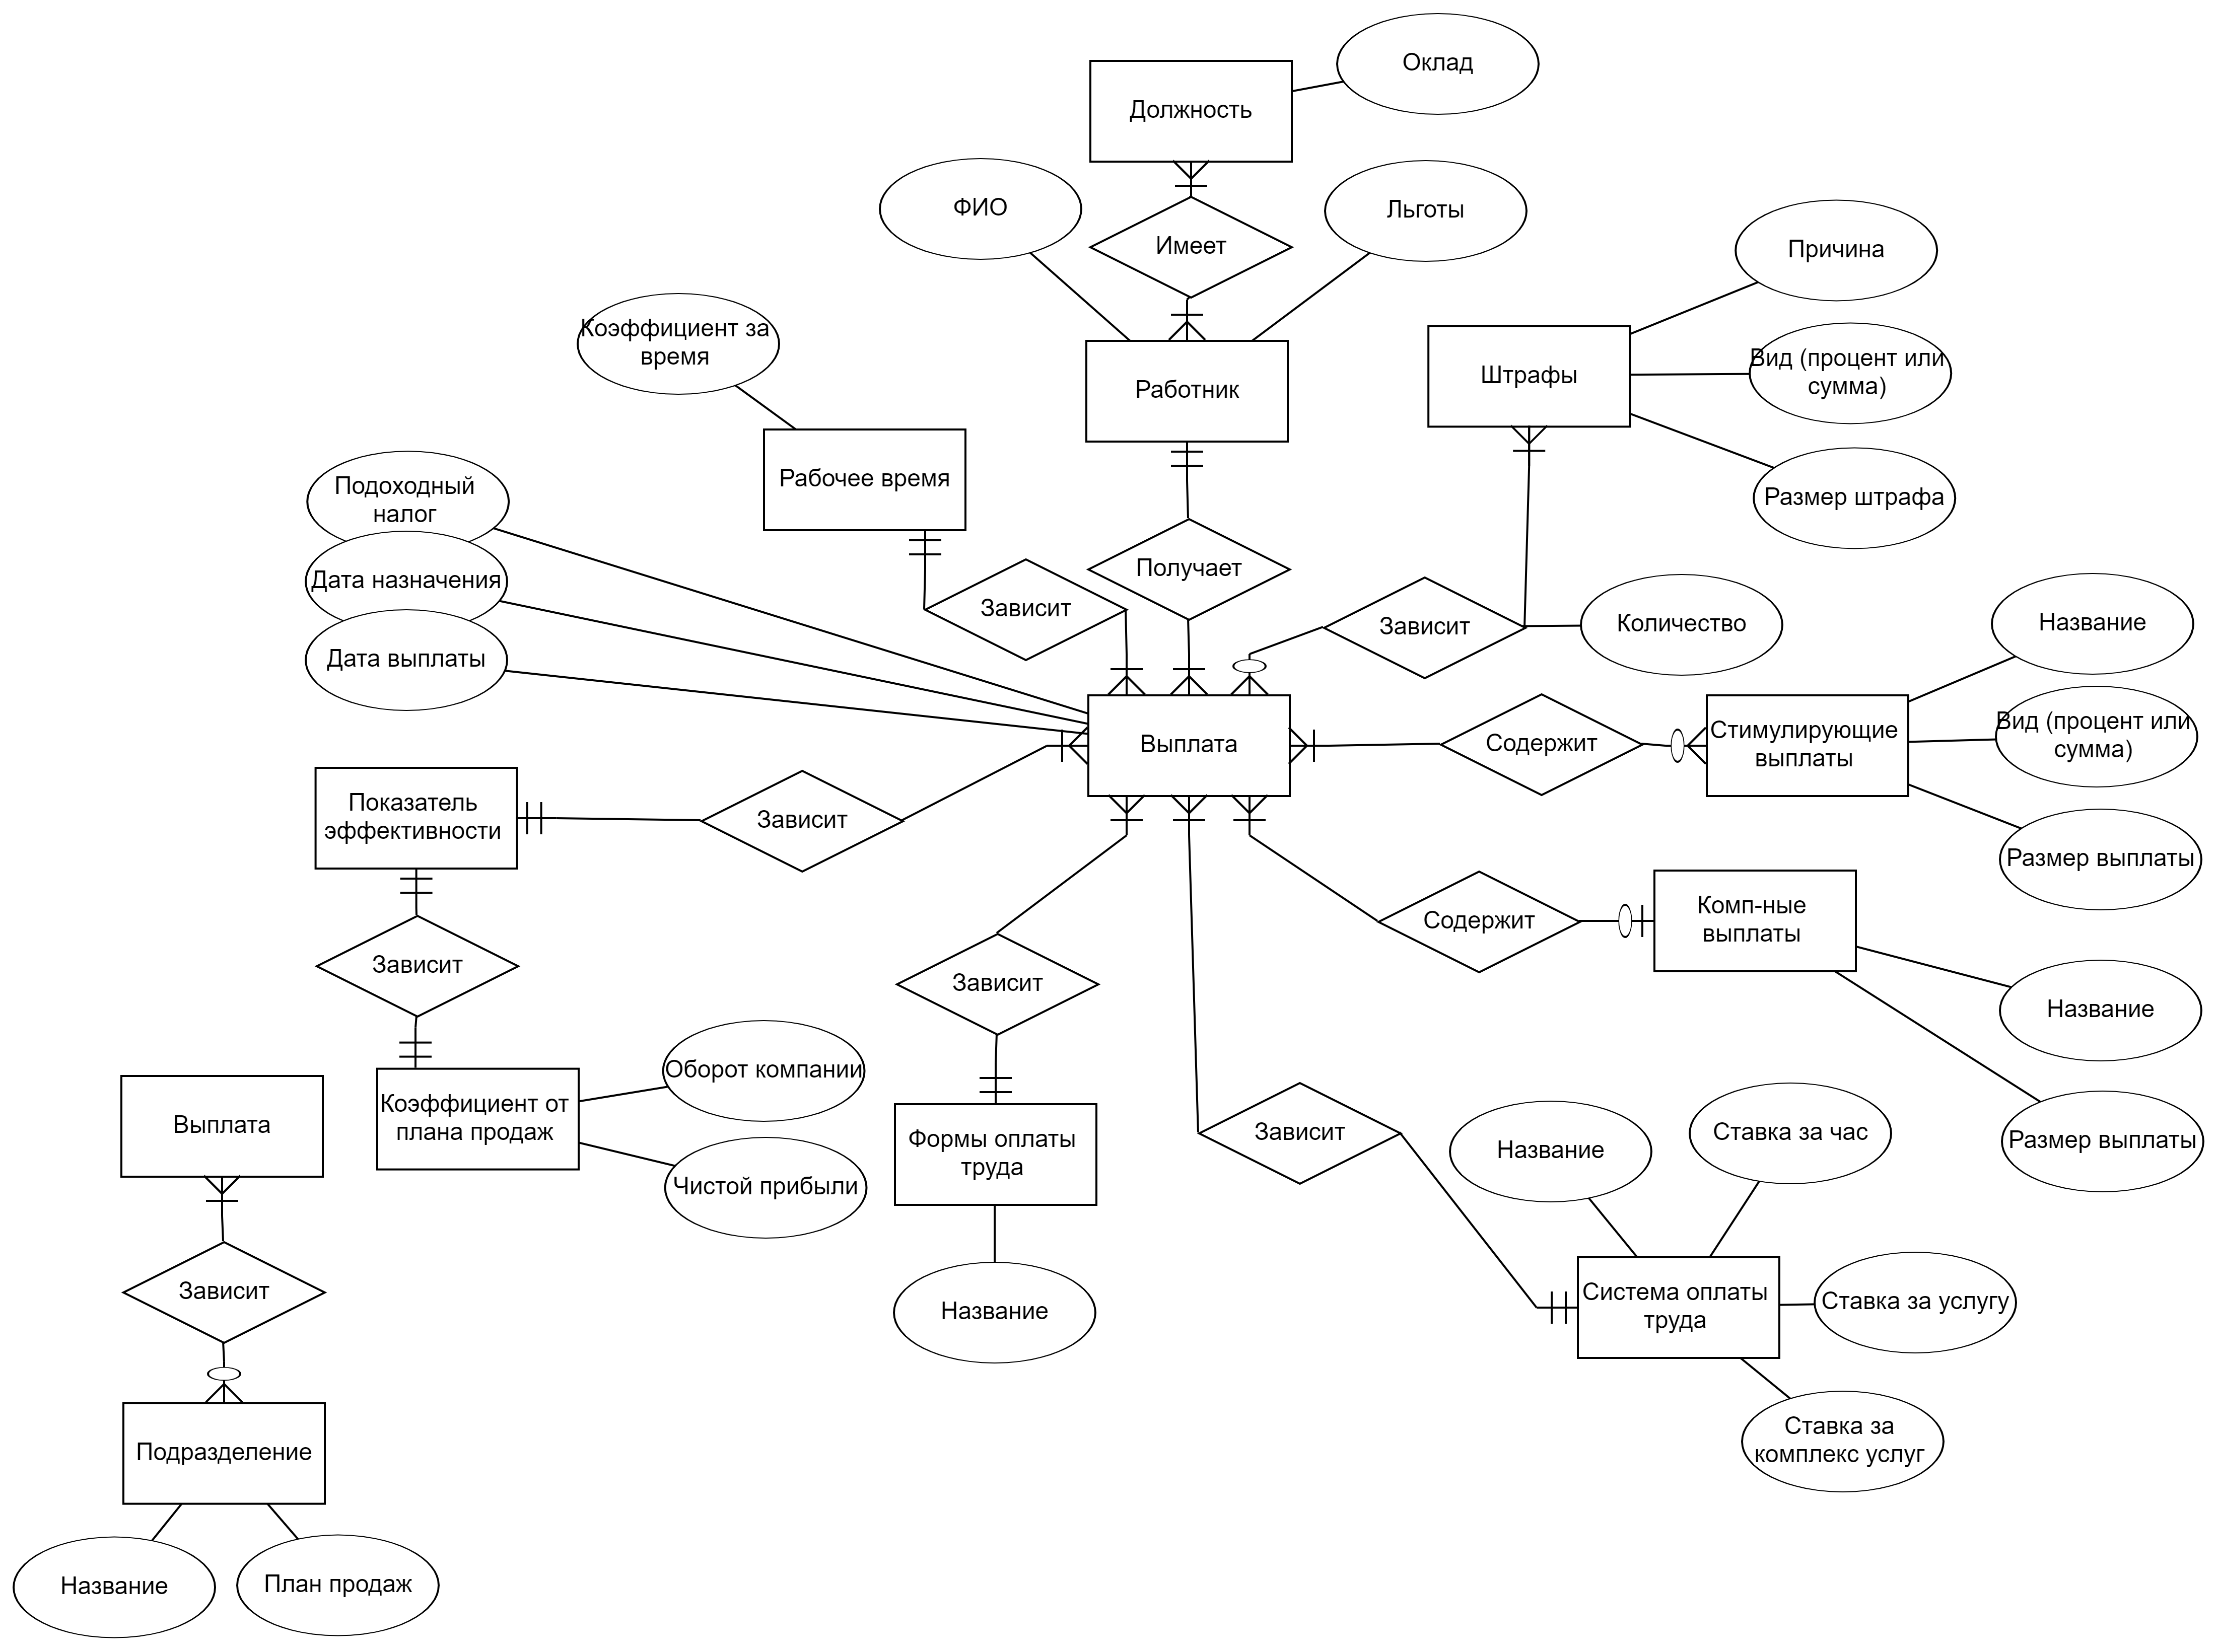 Оклад
Должность
ФИО
Льготы
Имеет
Причина
Коэффициент за
время
Вид (процент или
сумма)
Штрафы
Работник
Рабочее время
Размер штрафа
Подоходный
налог
Получает
Дата назначения
Зависит
Зависит
Количество
Название
Дата выплаты
Вид (процент или
сумма)
Выплата
Содержит
Стимулирующие
выплаты
Показатель
эффективности
Зависит
Размер выплаты
Содержит
Комп-ные
выплаты
Зависит
Зависит
Название
Оборот компании
Коэффициент от
плана продаж
Выплата
Формы оплаты
труда
Зависит
Название
Ставка за час
Размер выплаты
Чистой прибыли
Зависит
Название
Система оплаты
труда
Ставка за услугу
Подразделение
Ставка за
комплекс услуг
Название
План продаж